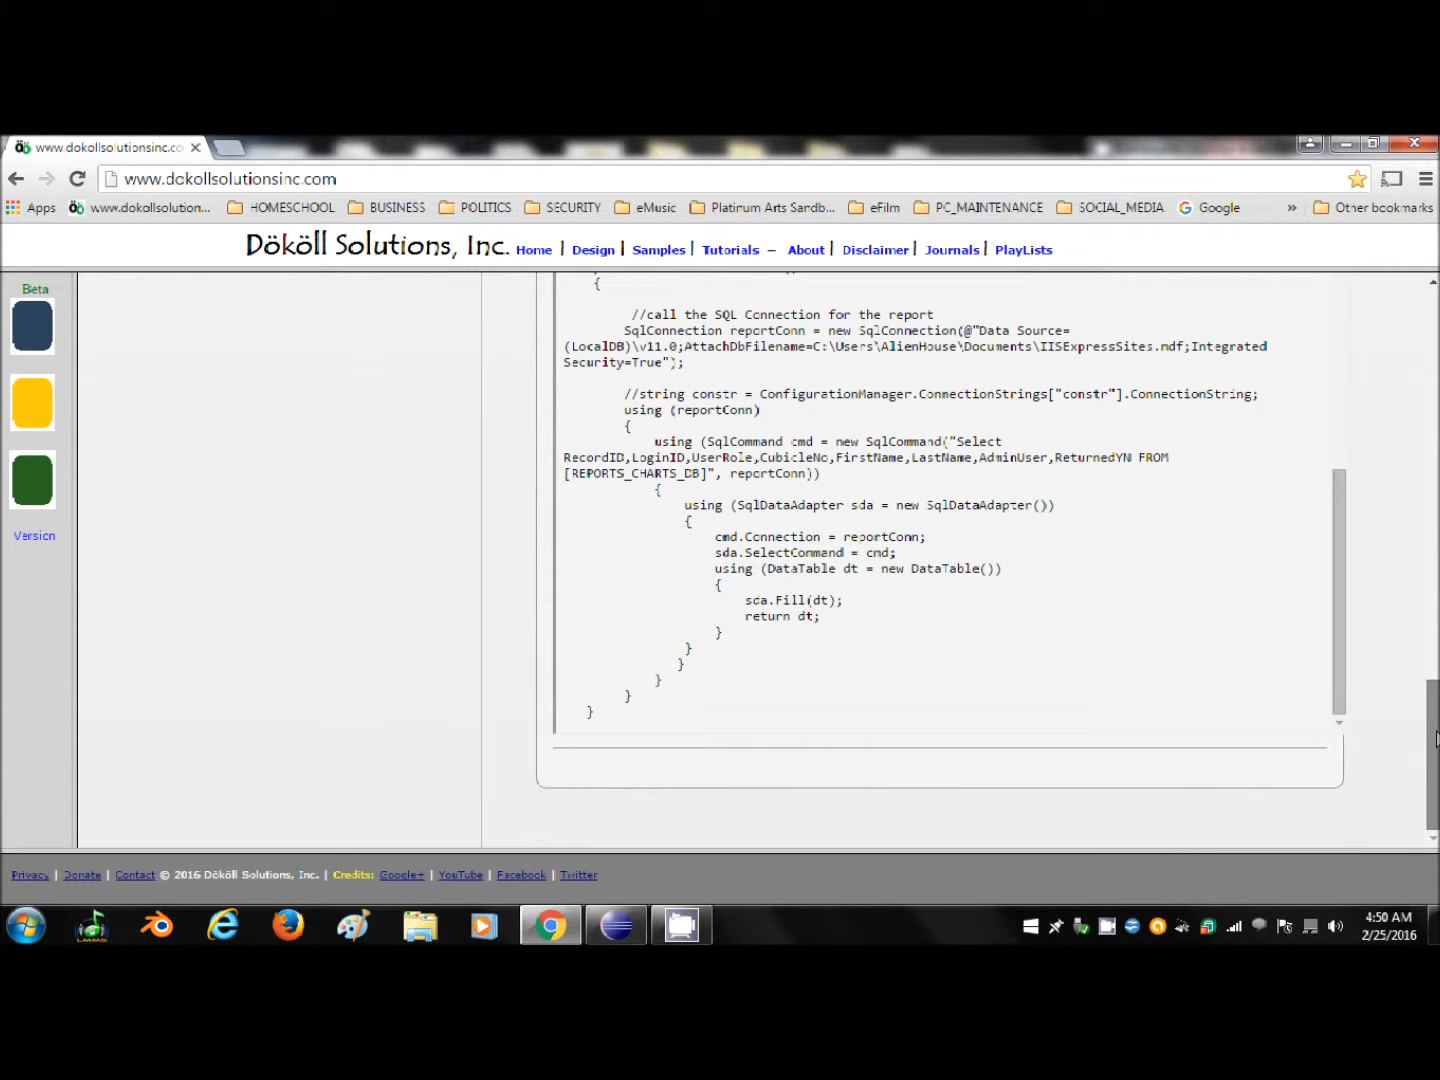 www.dokollsolutionsinc.co
www.dokollsolutionsinc.com
Apps www.dokollsolution... HOMESCHOOL BUSINESS POLITICS SECURITY eMusic Platinum Arts Sandb... eFilm PC_MAINTENANCE SOCIAL_MEDIA Google » Other bookmarks
Dököll Solutions, Inc. Home | Design | Samples | Tutorials – About | Disclaimer | Journals | PlayLists
Beta
Version
{
//call the SQL Connection for the report
SqlConnection reportConn = new SqlConnection(@"Data Source=
(LocalDB)\v11.0;AttachDbFilename=C:\Users\AlienHouse\Documents\IISExpressSites.mdf;Integrated
Security=True");
//string constr = ConfigurationManager.ConnectionStrings["constr"].ConnectionString;
using (reportConn)
{
using (SqlCommand cmd = new SqlCommand("Select
RecordID,LoginID,UserRole,CubicleNo,FirstName,LastName,AdminUser,ReturnedYN FROM
[REPORTS_CHARTS_DB]", reportConn))
{
using (SqlDataAdapter sda = new SqlDataAdapter())
{
cmd.Connection = reportConn;
sda.SelectCommand = cmd;
using (DataTable dt = new DataTable())
{
sda.Fill(dt);
return dt;
}
}
}
}
}
}
Privacy | Donate | Contact © 2016 Dököll Solutions, Inc. | Credits: Google+ | YouTube | Facebook | Twitter
LMMS
4:50 AM
2/25/2016